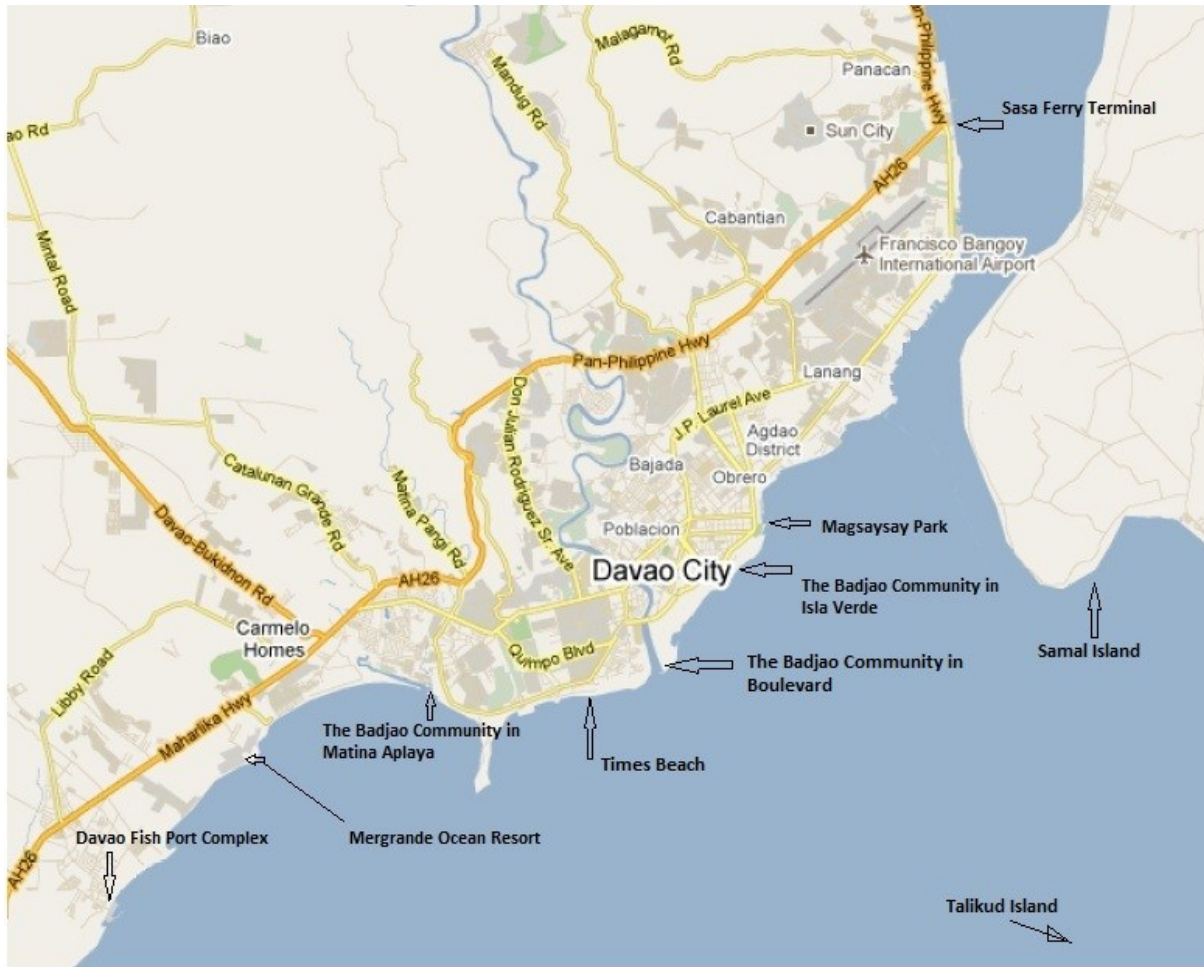 Biao
ao Rd
Mandug Rd
Malagamot Rd
Panacan
an-Philippine Hwy
Sasa Ferry Terminal
Sun City
AH26
Cabantian
Francisco Bangoy
International Airport
Mintal Road
Pan-Philippine Hwy
Lanang
Don Julian Rodriguez Sr. Ave
J.P. Laurel Ave
Agdao
District
Bajada
Obrero
Catalunan Grande Rd
Matina Pangi Rd
Poblacion
Magsaysay Park
Davao-Bukidnon Rd
AH26
Davao City
The Badjao Community in
Isla Verde
Carmelo
Homes
Quimpo Blvd
Samal Island
The Badjao Community in
Boulevard
Libby Road
Maharlika Hwy
The Badjao Community in
Matina Aplaya
Times Beach
Davao Fish Port Complex
Mergrande Ocean Resort
AH26
Talikud Island